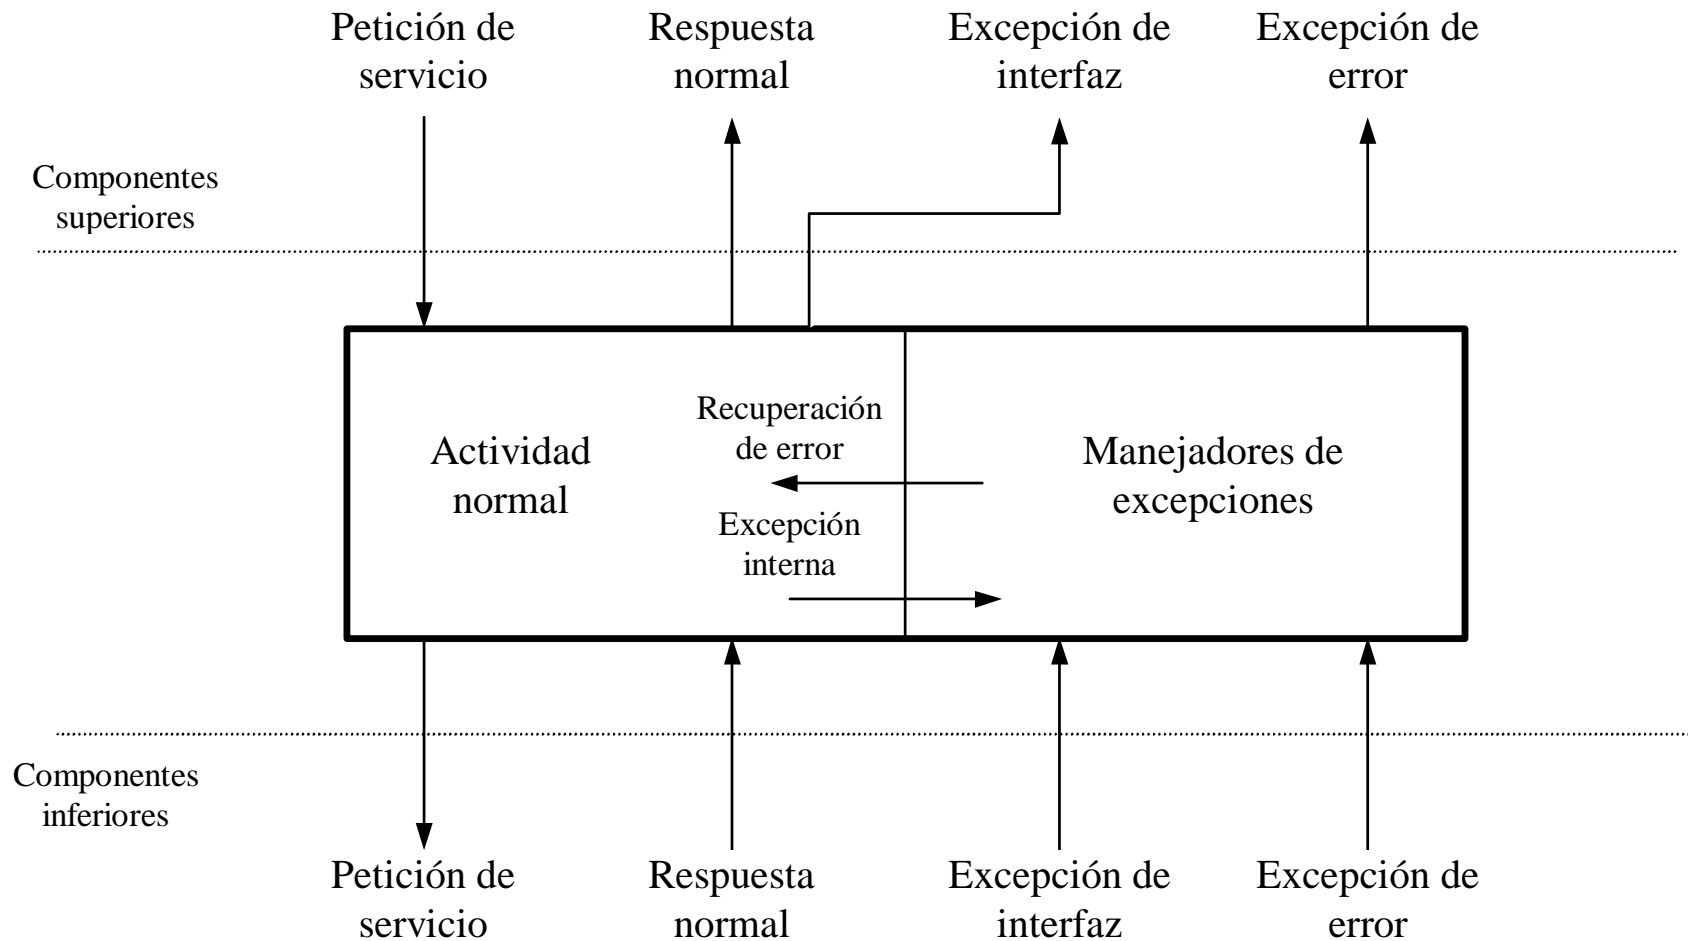 Petición de
servicio
Respuesta
normal
Excepción de
interfaz
Excepción de
error
Componentes
superiores
Actividad
normal
Recuperación
de error
Excepción
interna
Manejadores de
excepciones
Componentes
inferiores
Petición de
servicio
Respuesta
normal
Excepción de
interfaz
Excepción de
error